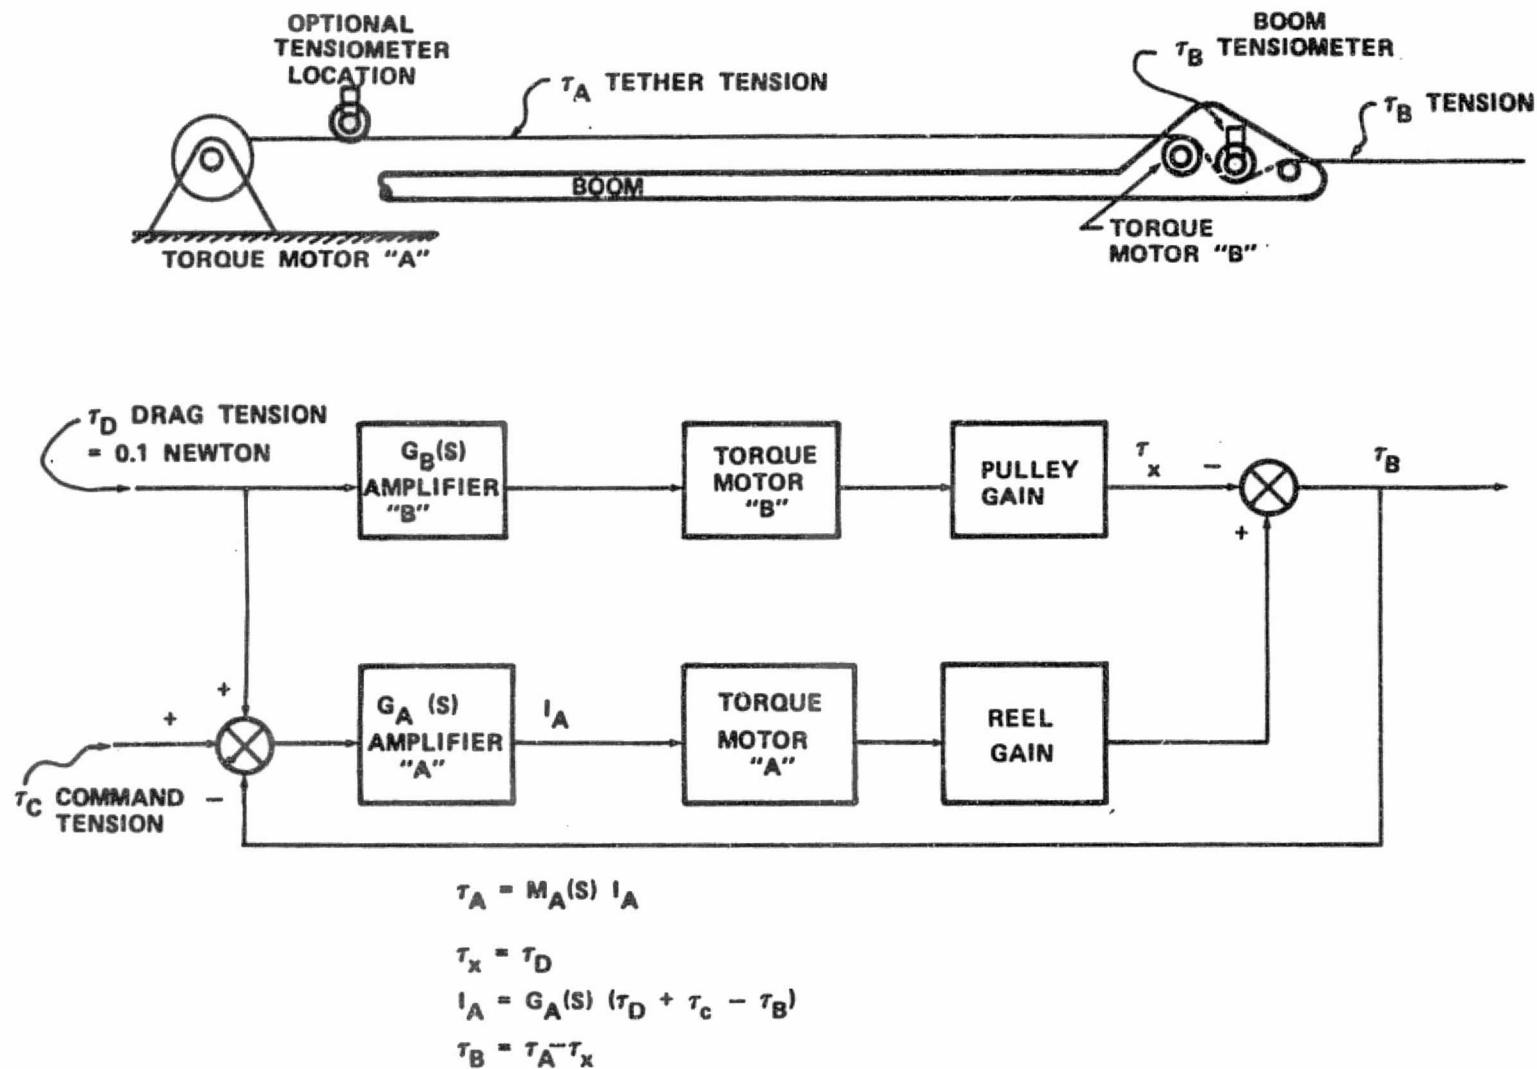 OPTIONAL
TENSIOMETER
LOCATION
τA TETHER TENSION
BOOM
τB TENSIOMETER
τB TENSION
BOOM
TORQUE MOTOR "A"
TORQUE
MOTOR "B"
τD DRAG TENSION
= 0.1 NEWTON
GB(S)
AMPLIFIER
"B"
TORQUE
MOTOR
"B"
PULLEY
GAIN
τx
-
+
τB
+
+
-
τC COMMAND
TENSION
GA (S)
AMPLIFIER
"A"
IA
TORQUE
MOTOR
"A"
REEL
GAIN
τA = MA(S) IA
τx = τD
IA = GA(S) (τD + τc - τB)
τB = τA-τx